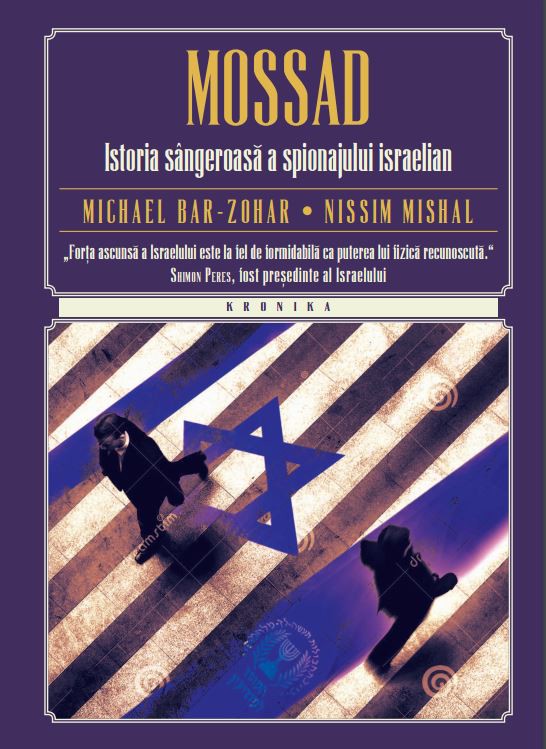 MOSSAD
Istoria sângeroasă a spionajului israelian
MICHAEL BAR-ZOHAR • NISSIM MISHAL
„Forța ascunsă a Israelului este la fel de formidabilă ca puterea lui fizică recunoscută.“
SHIMON PERES, fost președinte al Israelului
KRONIKA